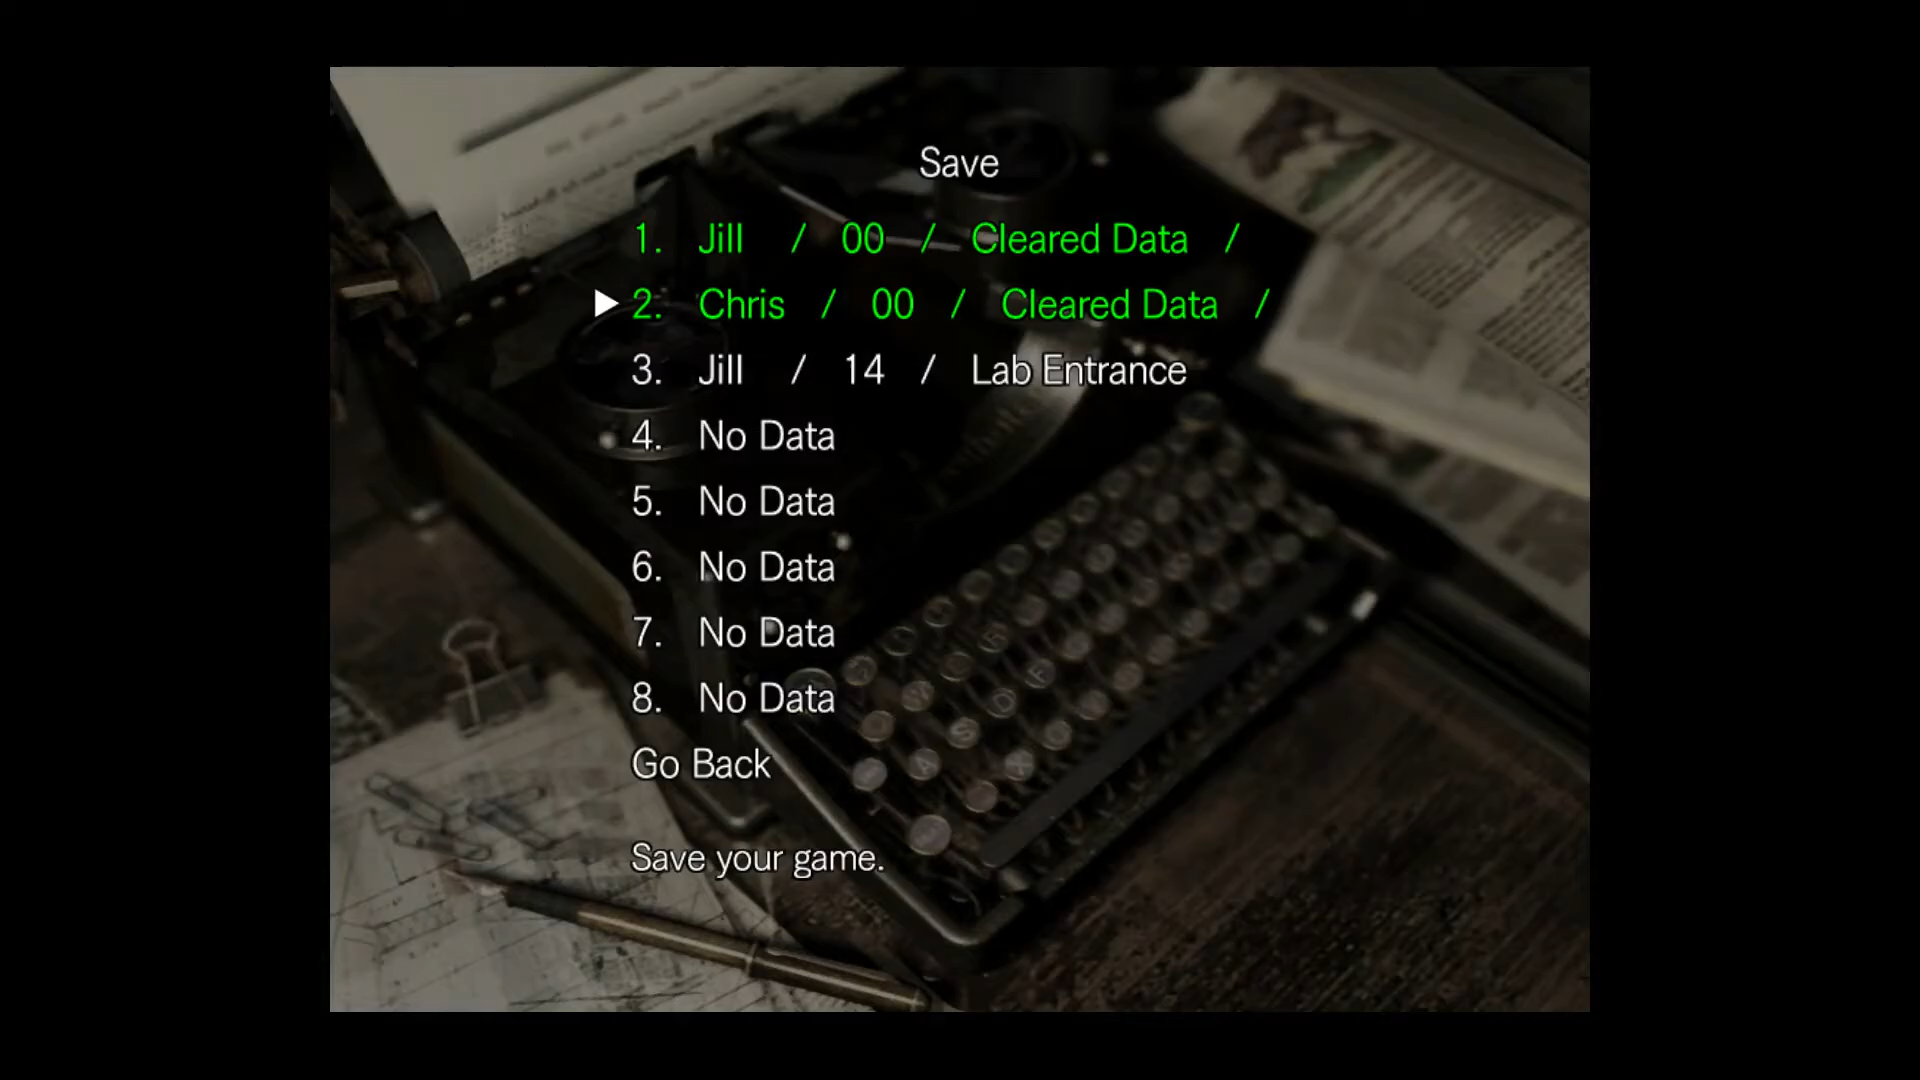 Save
1. Jill / 00 / Cleared Data /
2. Chris / 00 / Cleared Data /
3. Jill / 14 / Lab Entrance
4. No Data
5. No Data
6. No Data
7. No Data
8. No Data
Go Back
Save your game.